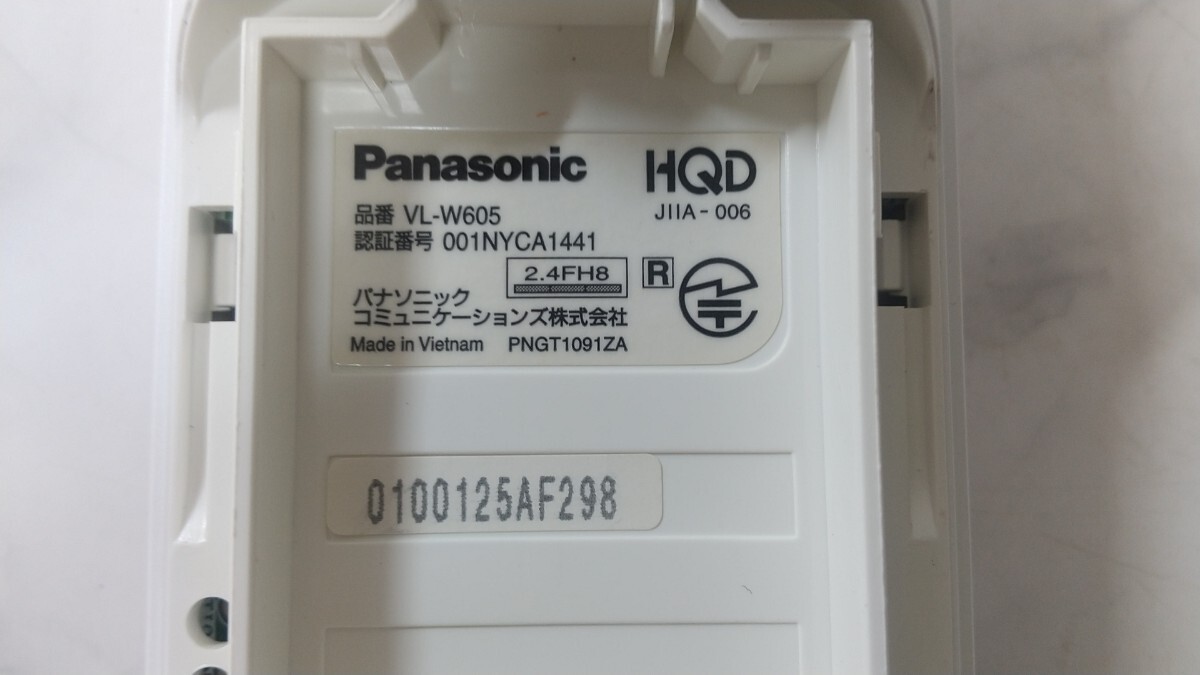 Panasonic
HQD
JIIA-006
品番 VL-W605
認証番号 001NYCA1441
2.4FH8
R
パナソニック
コミュニケーションズ株式会社
Made in Vietnam PNGT1091ZA
0100125AF298